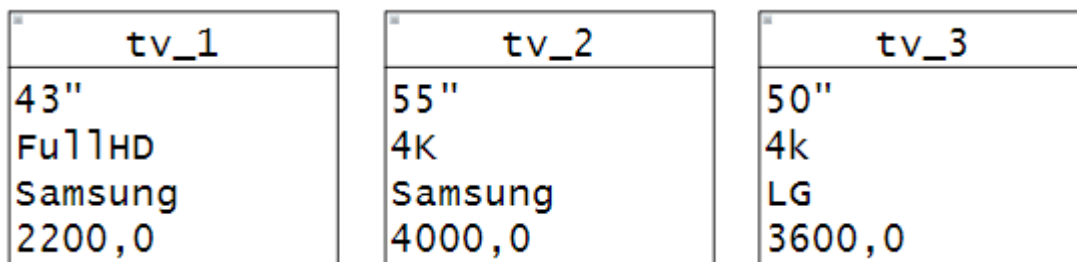 tv_1
43"
FullHD
Samsung
2200,0
tv_2
55"
4K
Samsung
4000,0
tv_3
50"
4k
LG
3600,0